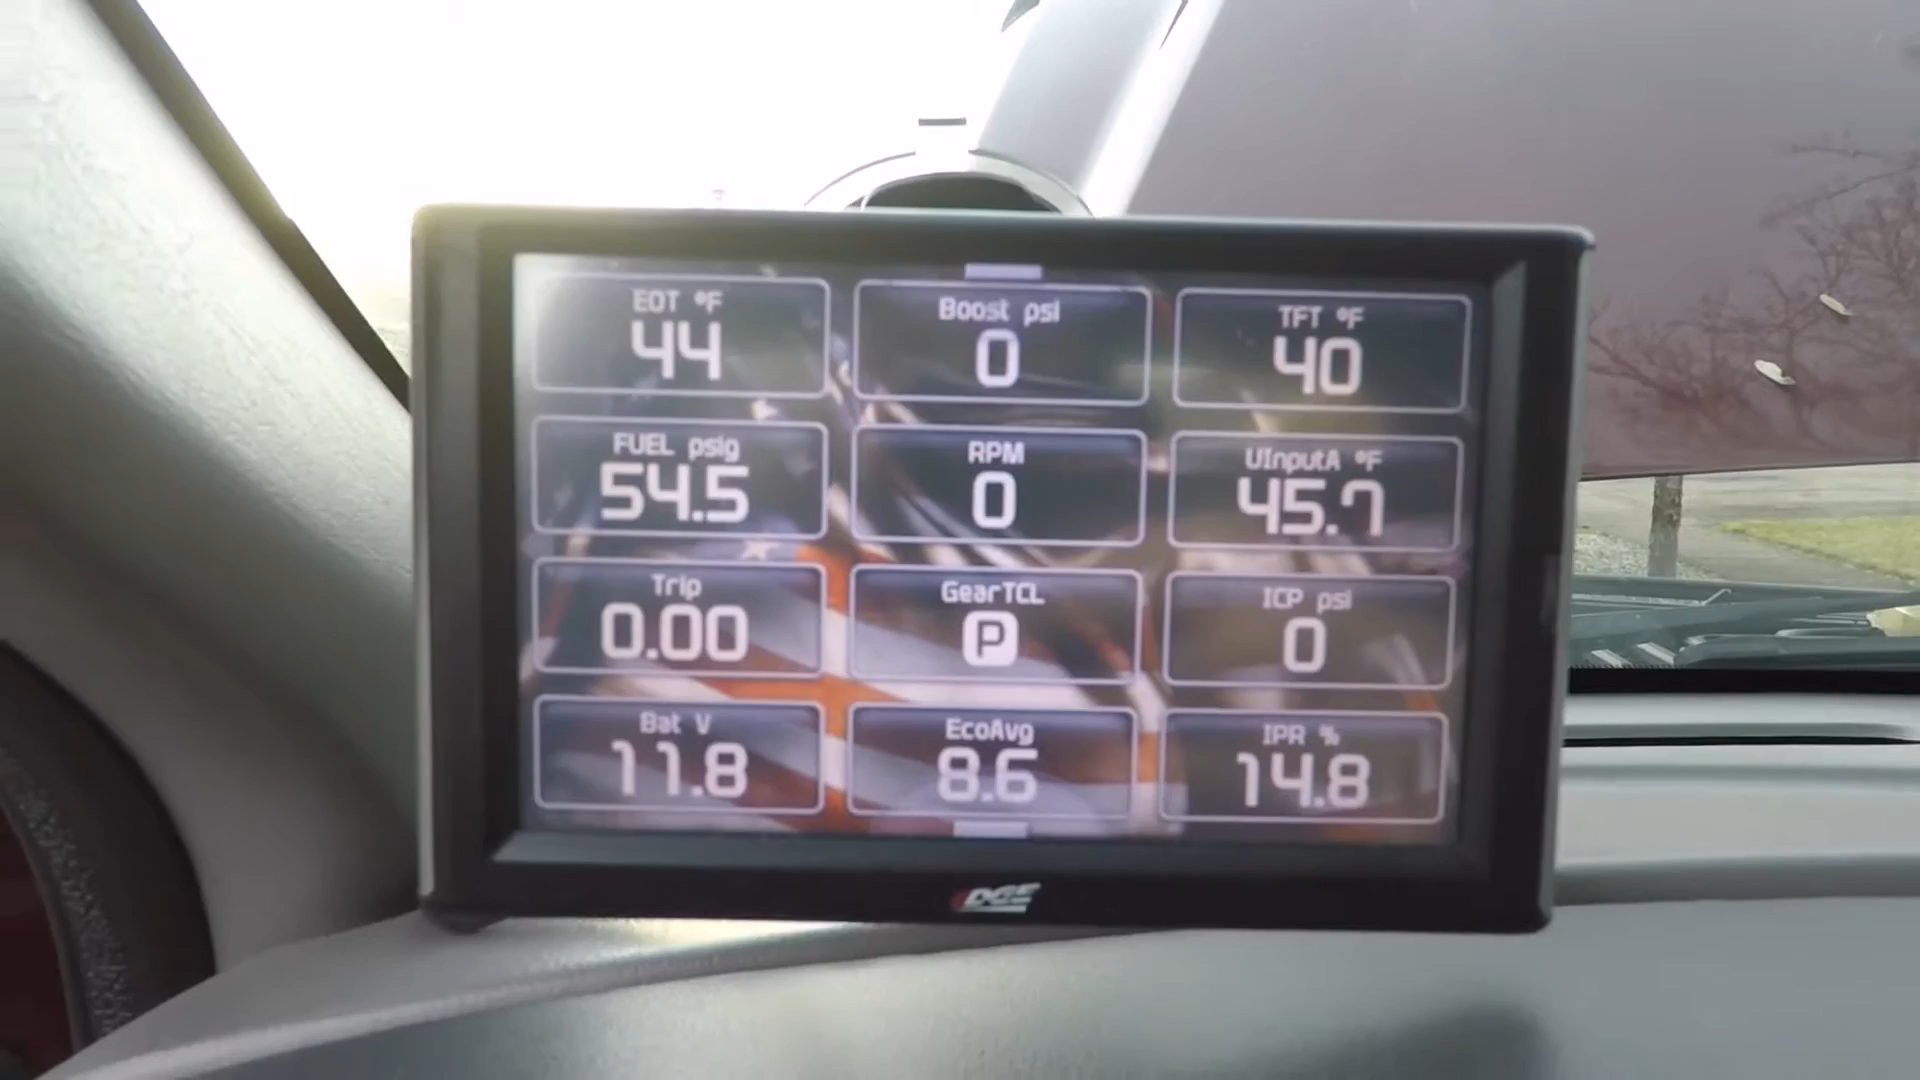 EOT °F
44
Boost psi
0
TFT °F
40
FUEL psig
54.5
RPM
0
UInputA °F
45.7
Trip
0.00
GearTCL
P
ICP psi
0
Bat V
11.8
EcoAvg
8.6
IPR %
14.8
EDGE